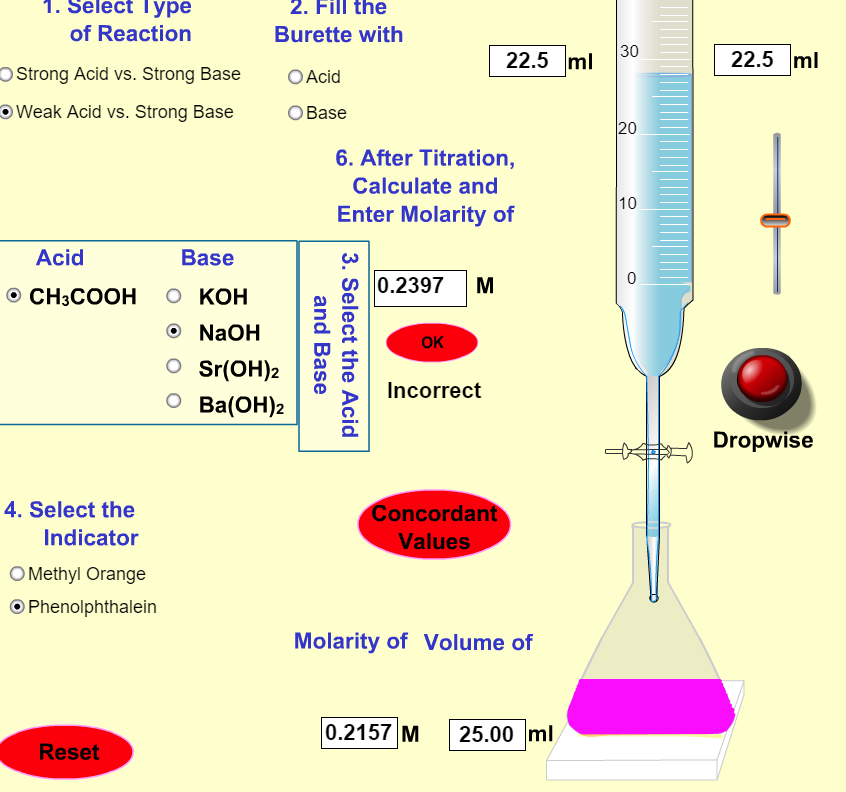 1. Select Type
of Reaction
Strong Acid vs. Strong Base
Weak Acid vs. Strong Base
2. Fill the
Burette with
Acid
Base
22.5 ml
30
20
10
0
22.5 ml
6. After Titration,
Calculate and
Enter Molarity of
Acid
Base
CH₃COOH
KOH
NaOH
Sr(OH)₂
Ba(OH)₂
3. Select the Acid
and Base
0.2397 M
OK
Incorrect
Dropwise
Concordant
Values
4. Select the
Indicator
Methyl Orange
Phenolphthalein
Molarity of
Volume of
0.2157 M
25.00 ml
Reset